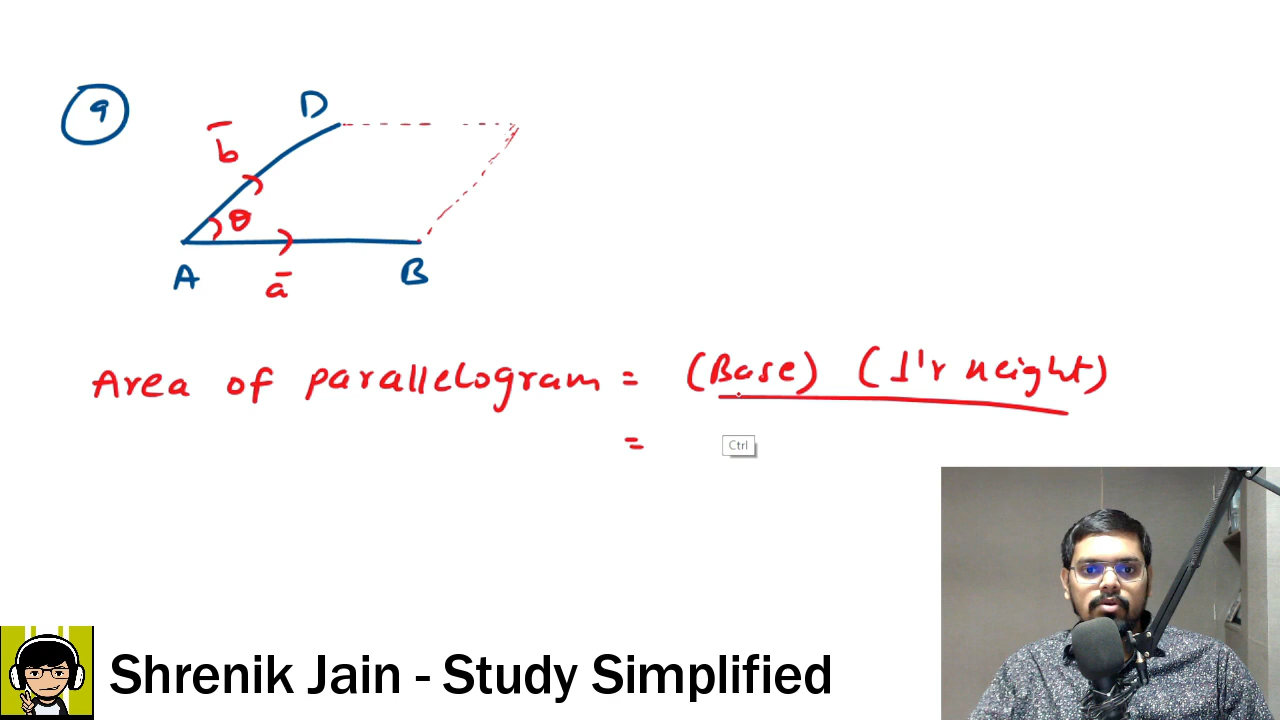 9
D
b̄
θ
A
B
ā
Area of parallelogram = (Base) (⊥'r height)
=
Ctrl
Shrenik Jain - Study Simplified